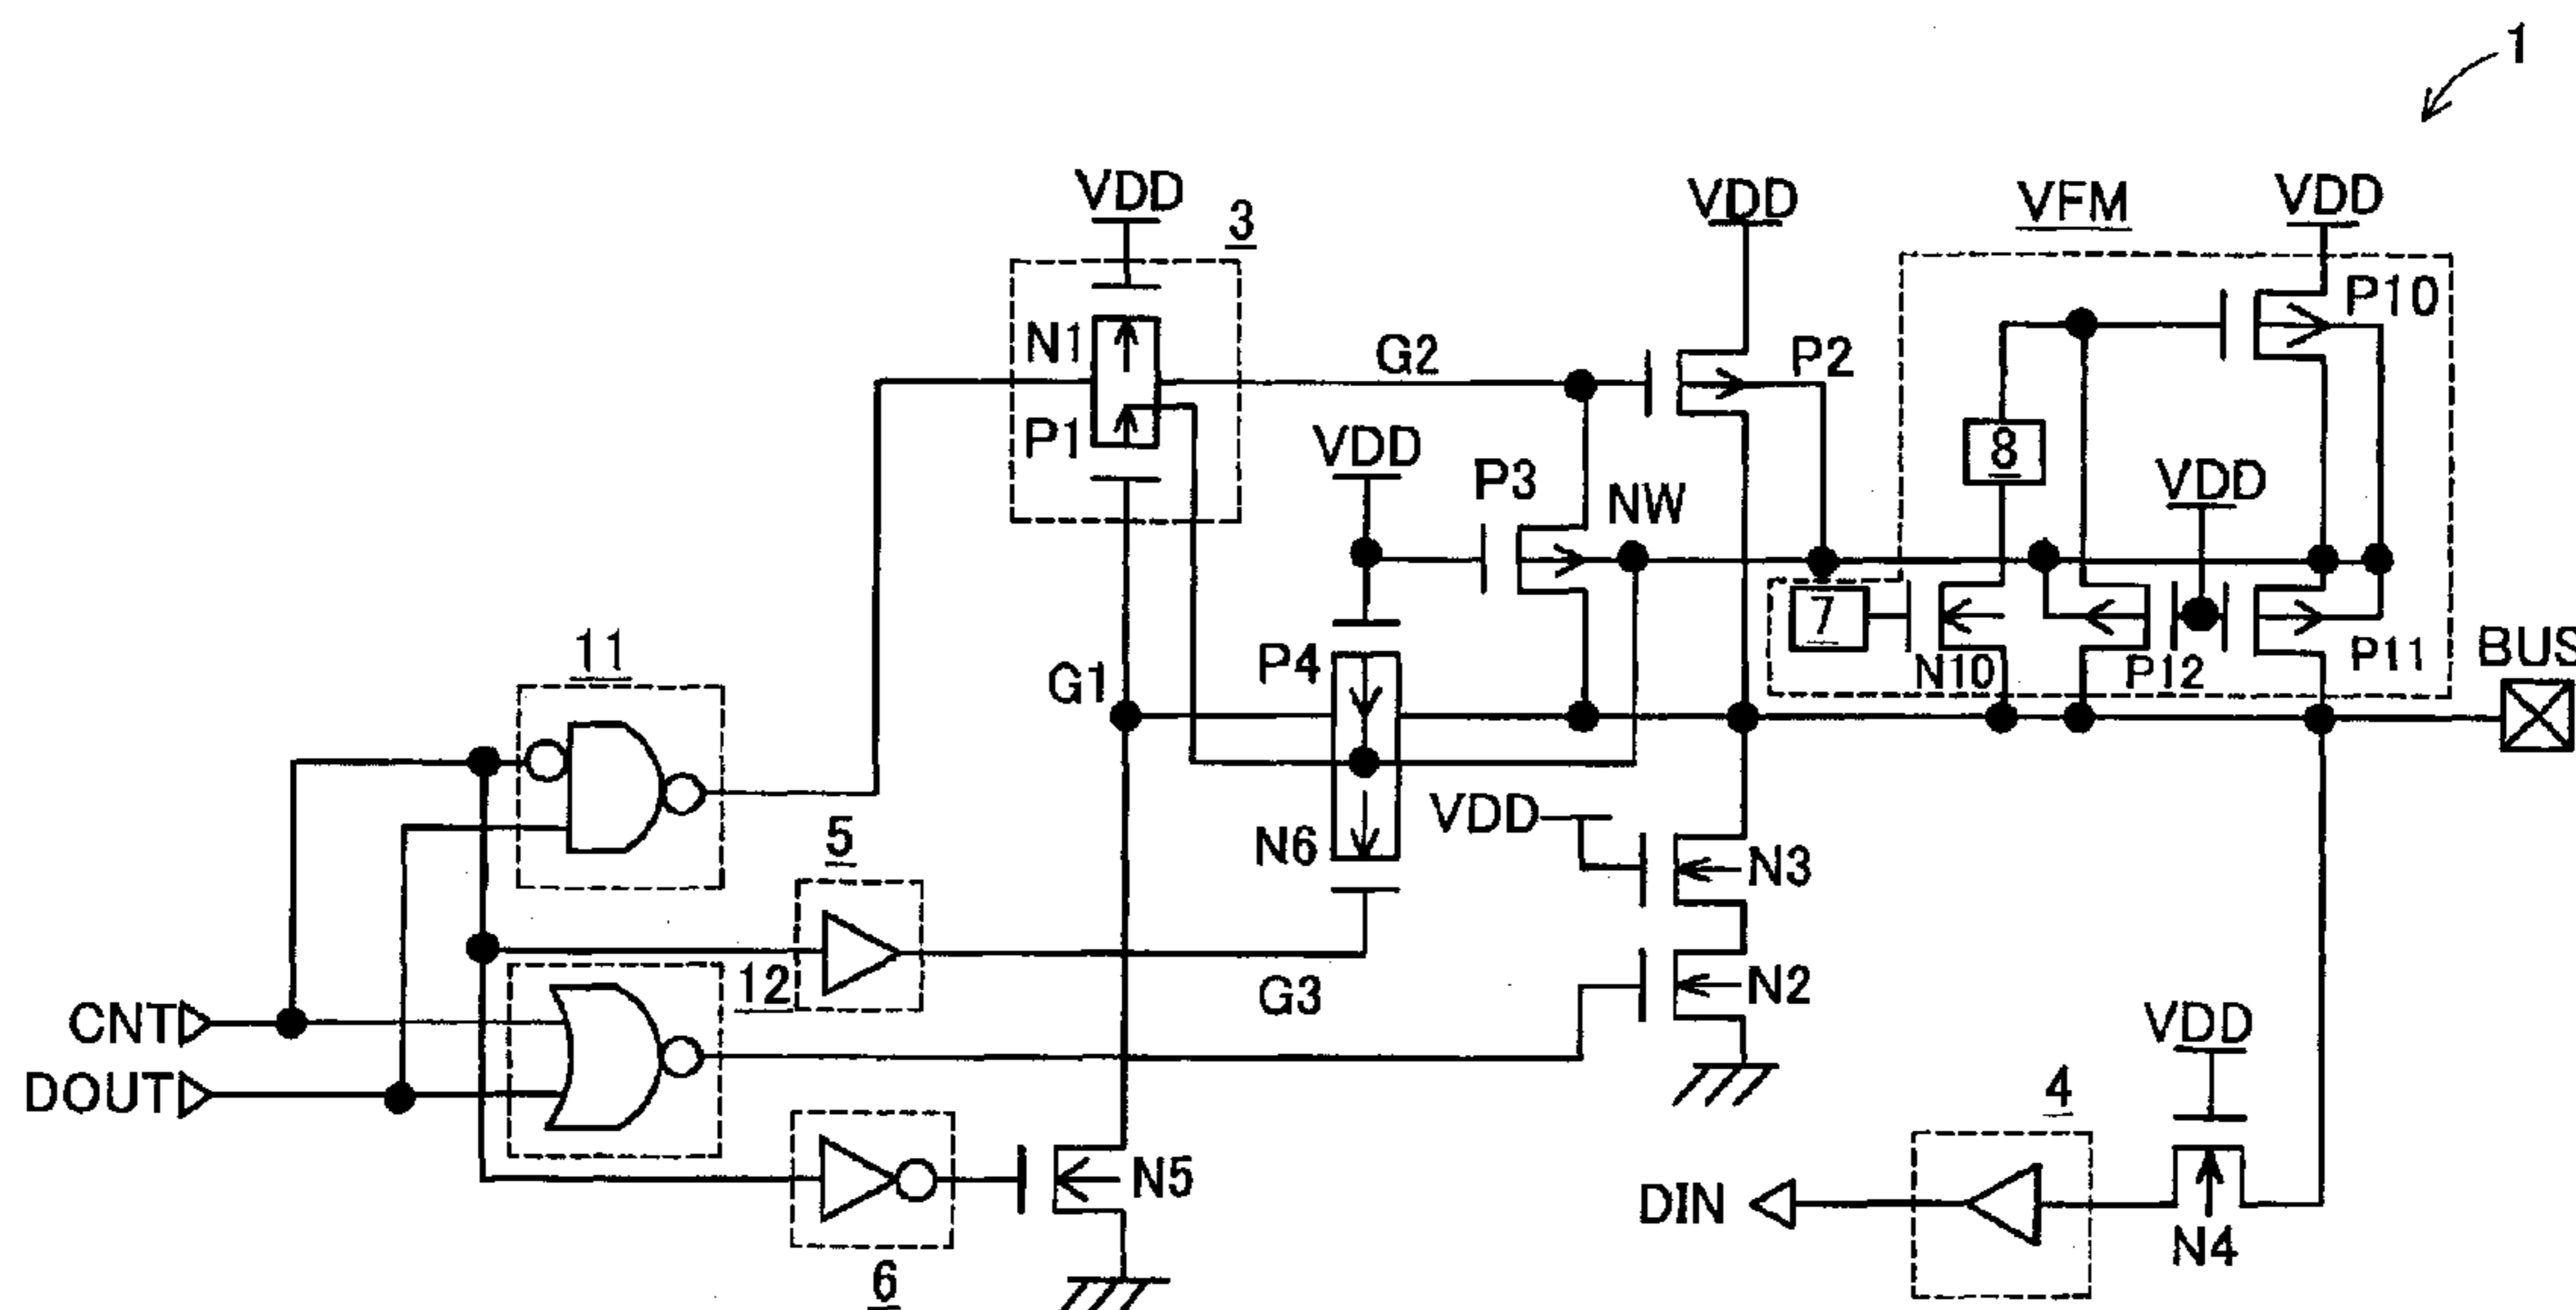 1
VDD
3
VDD
VFM
VDD
P10
N1
G2
P2
P1
VDD
8
P3
NW
VDD
11
P4
7
G1
N10
P12
P11
BUS
VDD
5
N6
N3
12
G3
N2
CNT
VDD
DOUT
4
N5
DIN
N4
6